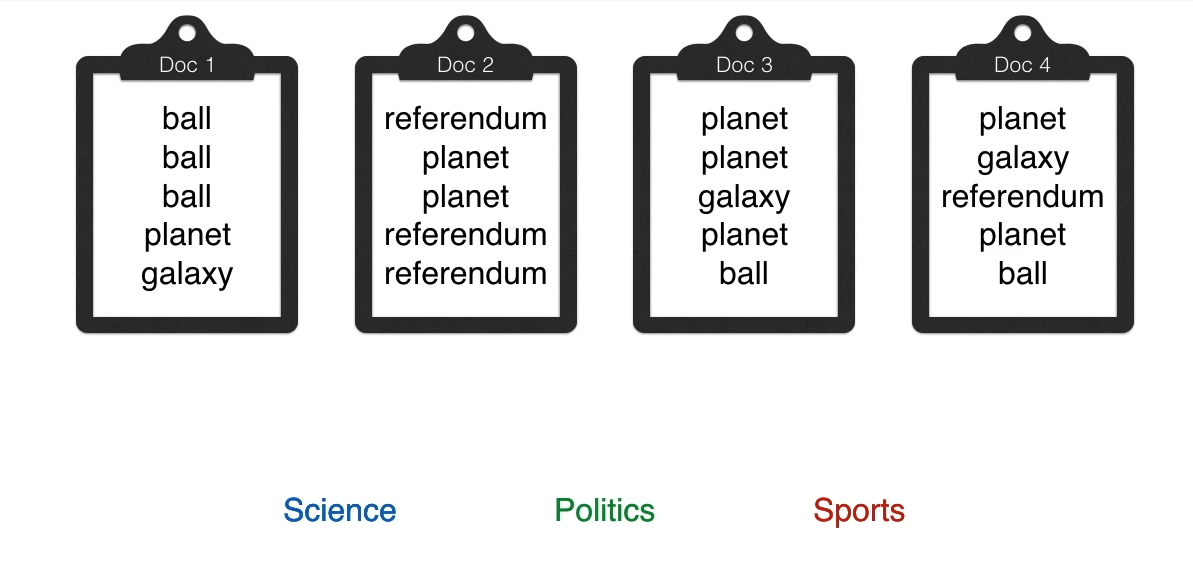 Doc 1
ball
ball
ball
planet
galaxy
Doc 2
referendum
planet
planet
referendum
referendum
Doc 3
planet
planet
galaxy
planet
ball
Doc 4
planet
galaxy
referendum
planet
ball
Science
Politics
Sports